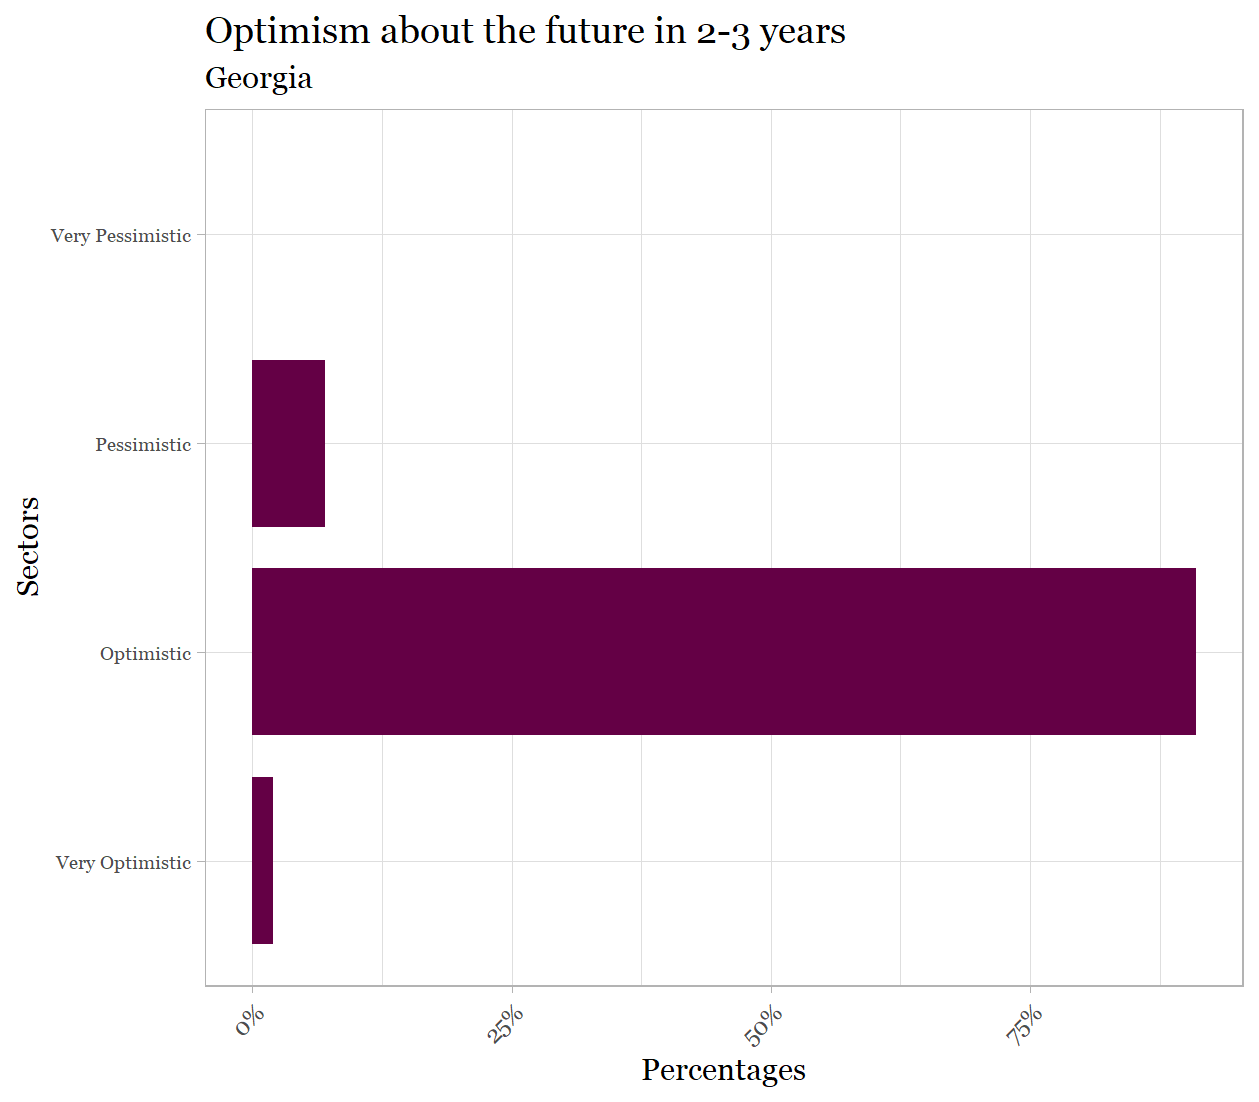 Optimism about the future in 2-3 years
Georgia
Very Pessimistic
Pessimistic
Optimistic
Very Optimistic
Sectors
0%
25%
50%
75%
Percentages